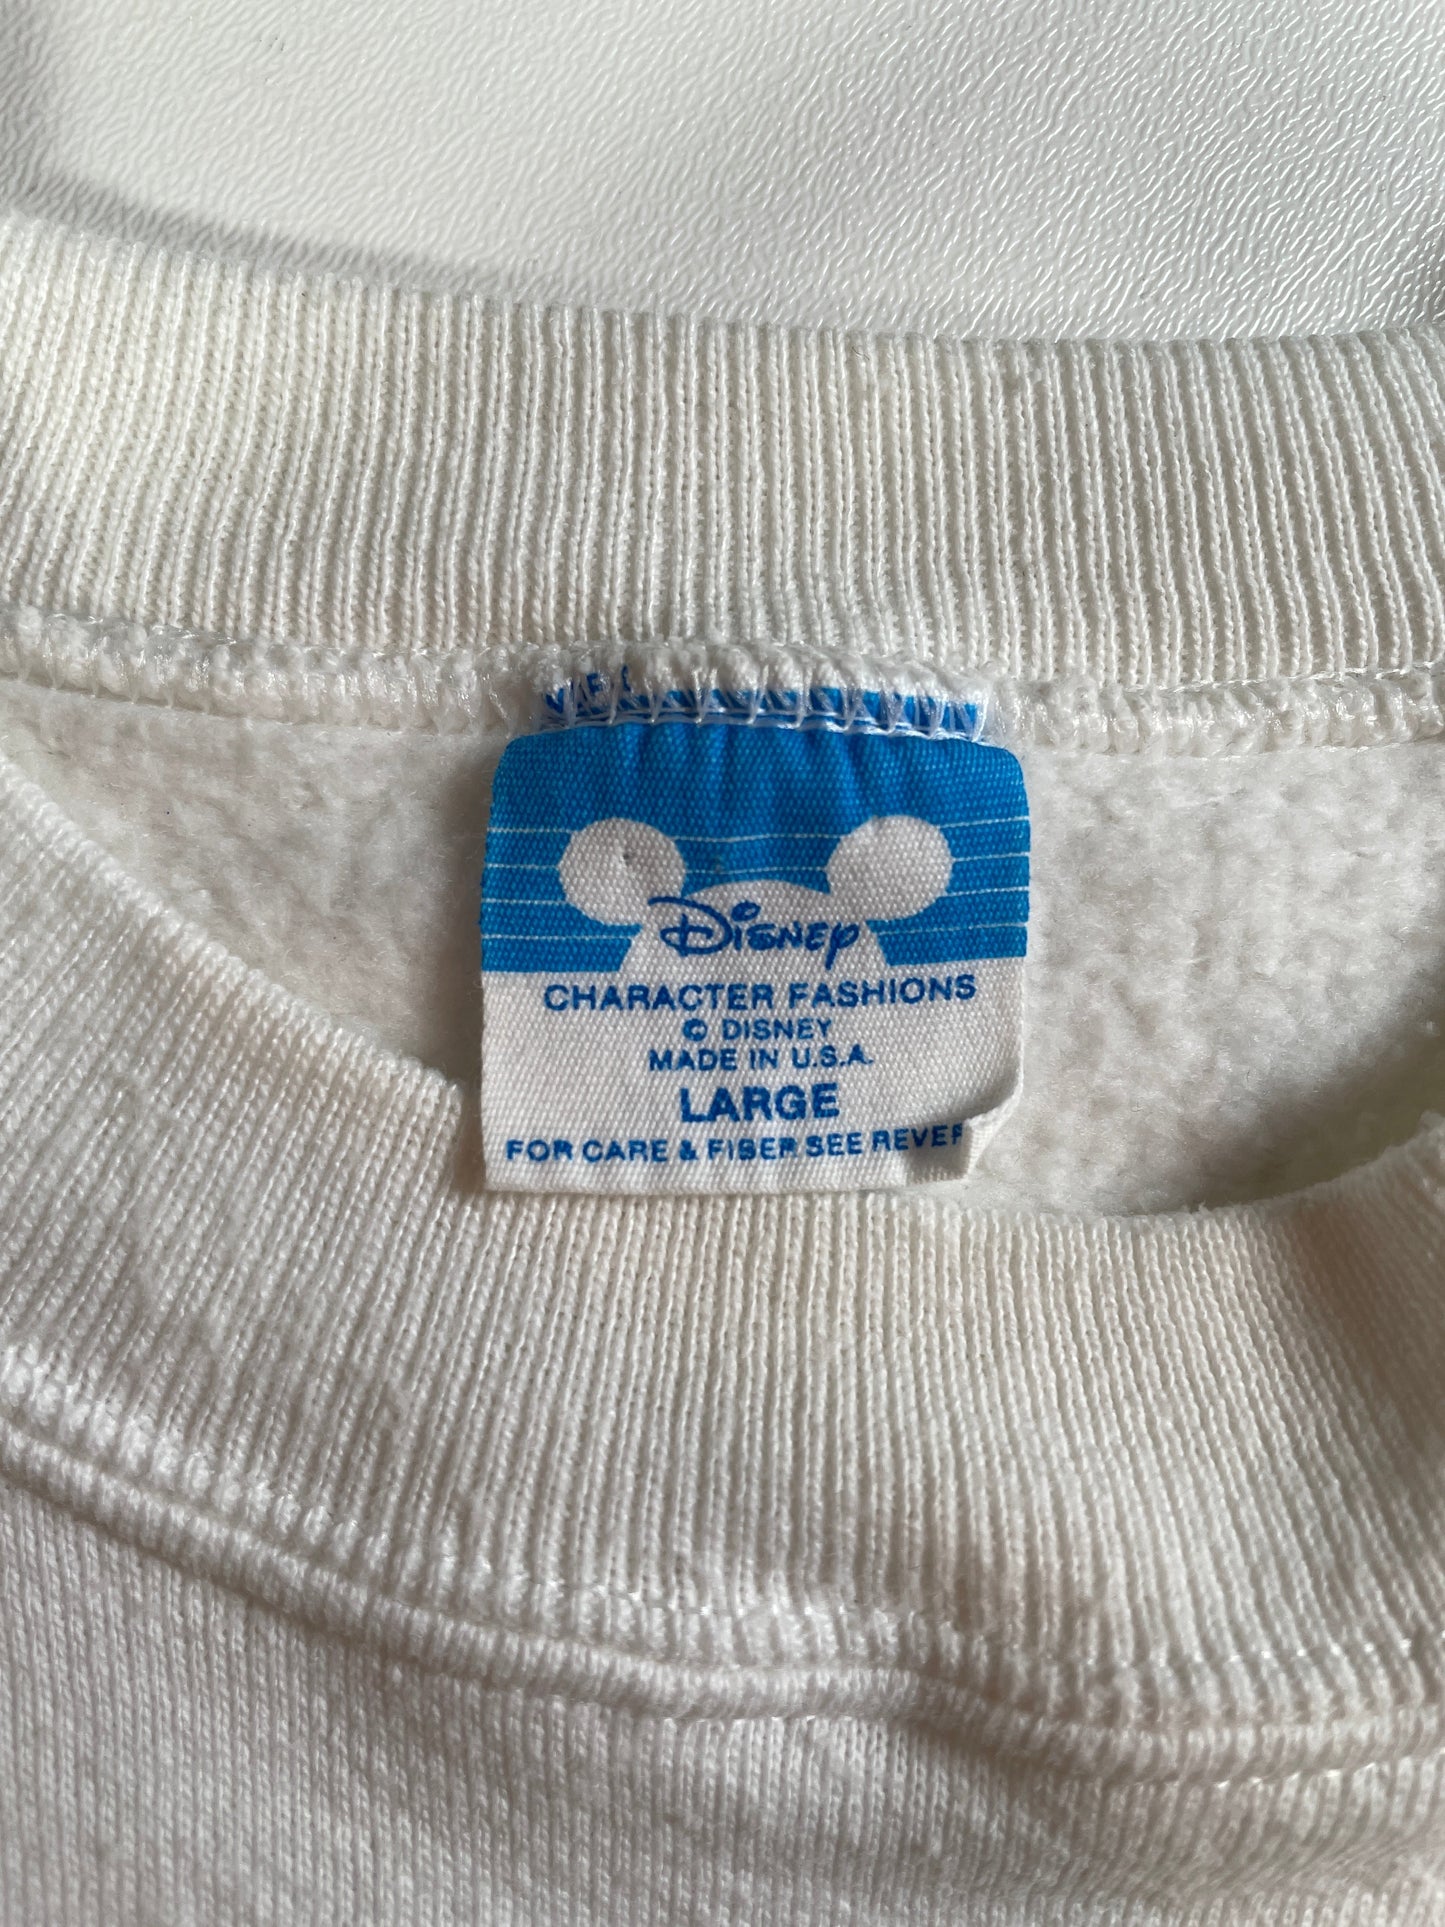 Disney
CHARACTER FASHIONS
© DISNEY
MADE IN U.S.A.
LARGE
FOR CARE & FIBER SEE REVER